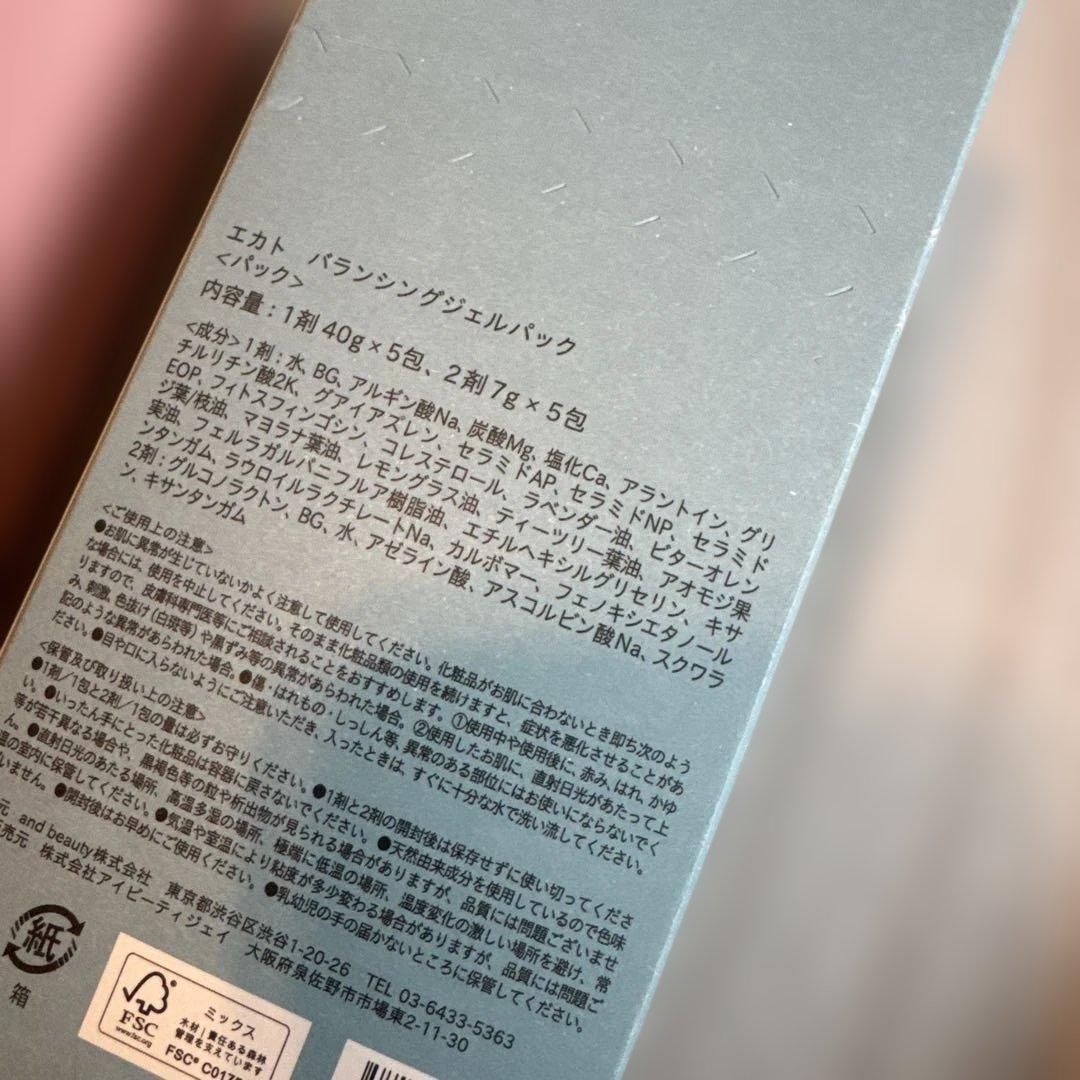 エカト　バランシングジェルパック
<パック>
内容量：1剤 40g×5包、2剤 7g×5包
<成分>1剤：水、BG、アルギン酸Na、炭酸Mg、塩化Ca、アラントイン、グリ
チルリチン酸2K、グアイアズレン、セラミドAP、セラミドNP、セラミド
EOP、フィトスフィンゴシン、コレステロール、ラベンダー油、ビターオレン
ジ葉/枝油、マヨラナ葉油、レモングラス油、ティーツリー葉油、アオモジ果
実油、フェルラガルバニフルア樹脂油、エチルヘキシルグリセリン、キサ
ンタンガム、ラウロイルラクチレートNa、カルボマー、フェノキシエタノール
2剤：グルコノラクトン、BG、水、アゼライン酸、アスコルビン酸Na、スクワラ
ン、キサンタンガム
<ご使用上の注意>
●お肌に異常が生じていないかよく注意して使用してください。化粧品がお肌に合わないとき即ち次のよう
な場合には、使用を中止してください。そのまま化粧品類の使用を続けますと、症状を悪化させることがあ
りますので、皮膚科専門医等にご相談されることをおすすめします。①使用中や使用後に、赤み、はれ、かゆ
み、刺激、色抜け(白斑等)や黒ずみ等の異常があらわれた場合。②使用したお肌に、直射日光があたって上
記のような異常があらわれた場合。●傷・はれもの、しっしん等、異常のある部位にはお使いにならないでく
ださい。●目や口に入らないようにご注意いただき、入ったときは、すぐに十分な水で洗い流してください。
<保管及び取り扱い上の注意>
●1剤/1包と2剤/1包の量は必ずお守りください。●1剤と2剤の開封後は保存せずに使い切ってくださ
い。●いったん手にとった化粧品は容器に戻さないでください。●天然由来成分を使用しているので色味
等が若干異なる場合や、黒褐色等の粒や析出物が見られる場合がありますが、品質には問題ございませ
ん。●直射日光のあたる場所、高温多湿の場所、極端に低温の場所、温度変化の激しい場所を避け、常
温の室内に保管してください。●気温や室温により粘度が多少変わる場合がありますが、品質には問題ご
いません。●開封後はお早めにご使用ください。●乳幼児の手の届かないところに保管してください。
元　and beauty株式会社　東京都渋谷区渋谷1-20-26　TEL 03-6433-5363
売元　株式会社アイビーティジェイ　大阪府泉佐野市市場東2-11-30
紙
箱
FSC
www.fsc.org
ミックス
木材｜責任ある森林
管理を支えています
FSC® C017